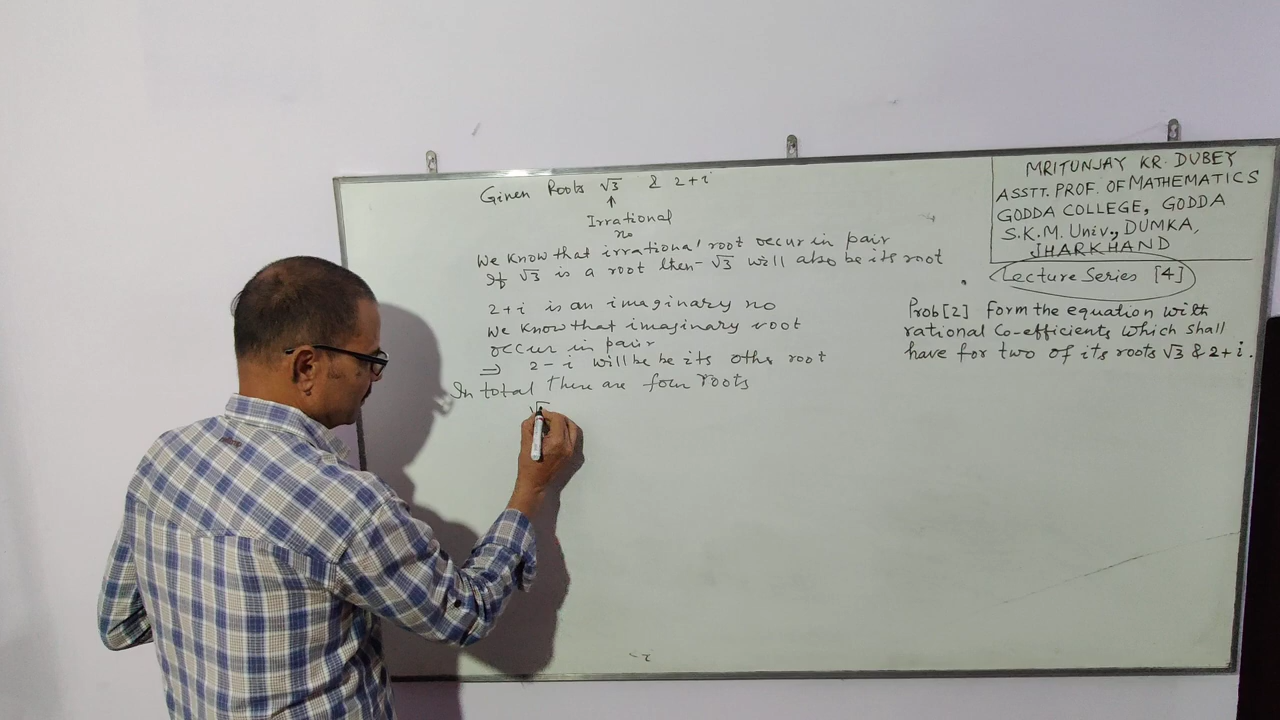 Given Roots √3 & 2+i
↑
Irrational
no
We know that irrational root occur in pair
If √3 is a root then -√3 will also be its root
2+i is an imaginary no
We know that imaginary root
occur in pair
⇒ 2-i will be be its othr root
In total there are four roots
√
MRITUNJAY KR. DUBEY
ASSTT. PROF. OF MATHEMATICS
GODDA COLLEGE, GODDA
S.K.M. Univ., DUMKA,
JHARKHAND
Lecture Series [4]
Prob[2] form the equation with
rational Co-efficients which shall
have for two of its roots √3 & 2+i.